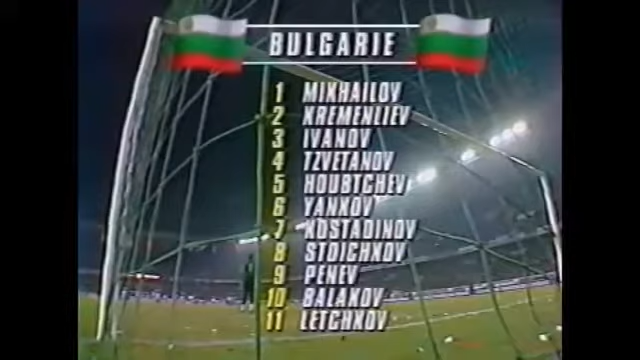 BULGARIE
1 MIKHAILOV
2 KREMENLIEV
3 IVANOV
4 TZVETANOV
5 HOUBTCHEV
6 YANKOV
7 KOSTADINOV
8 STOICHKOV
9 PENEV
10 BALAKOV
11 LETCHKOV